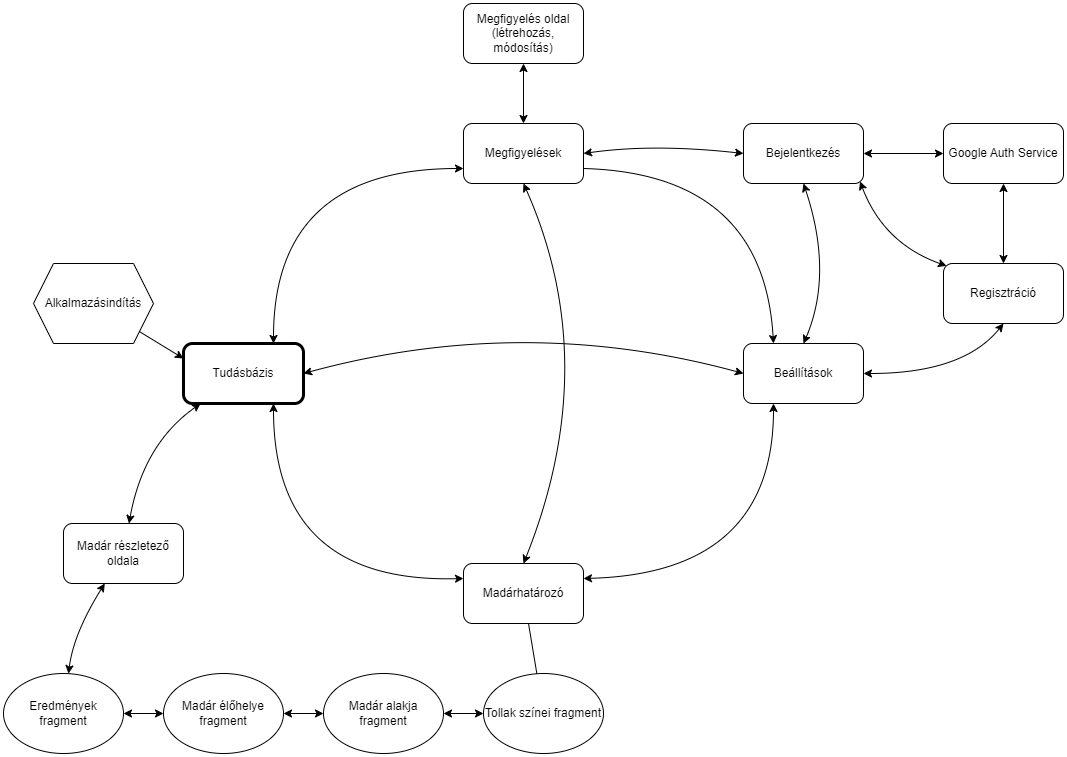 Megfigyelés oldal
(létrehozás,
módosítás)
Megfigyelések
Bejelentkezés
Google Auth Service
Alkalmazásindítás
Regisztráció
Tudásbázis
Beállítások
Madár részletező
oldala
Madárhatározó
Eredmények
fragment
Madár élőhelye
fragment
Madár alakja
fragment
Tollak színei fragment